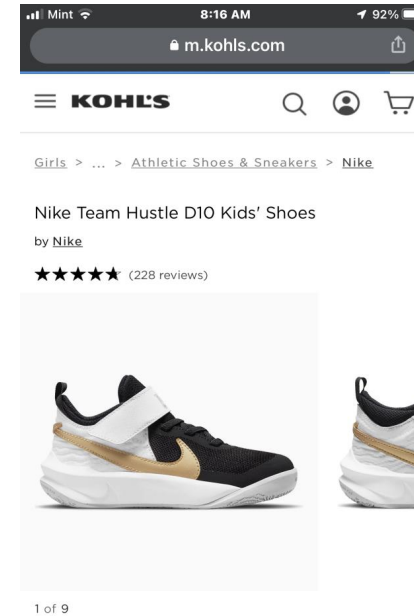 Mint 8:16 AM 92%
m.kohls.com
KOHL'S
Girls > ... > Athletic Shoes & Sneakers > Nike
Nike Team Hustle D10 Kids' Shoes
by Nike
(228 reviews)
1 of 9